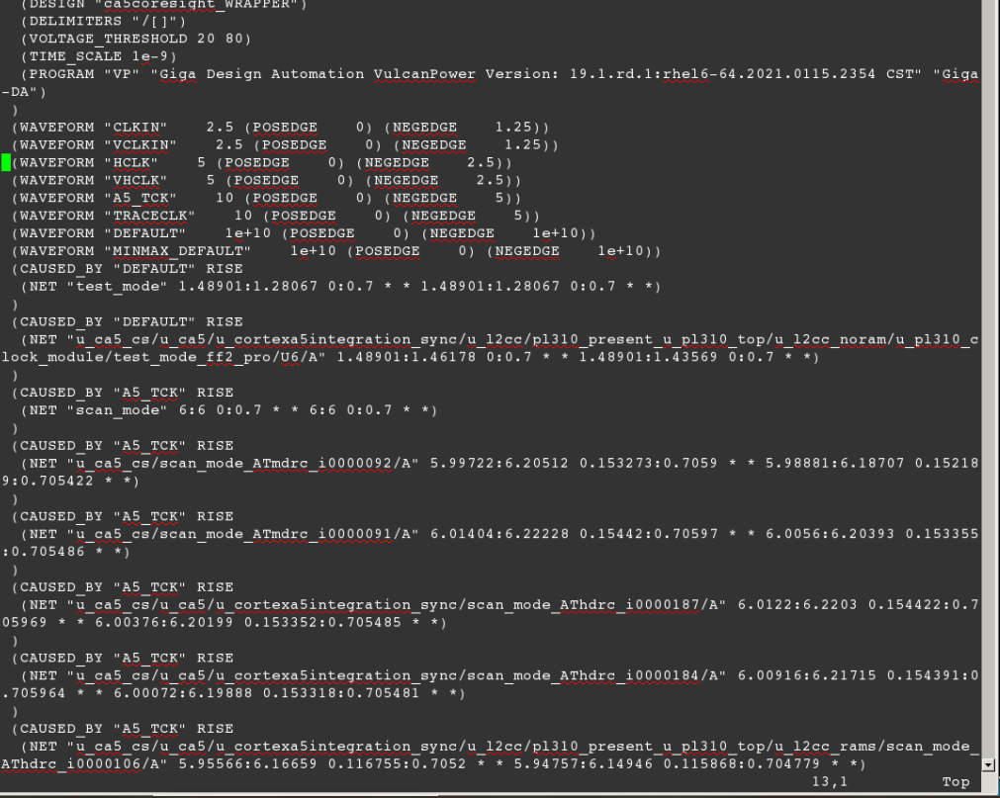 (DESIGN "ca5coresight_WRAPPER")
(DELIMITERS "/[]")
(VOLTAGE_THRESHOLD 20 80)
(TIME_SCALE 1e-9)
(PROGRAM "VP" "Giga Design Automation VulcanPower Version: 19.1.rd.1:rhel6-64.2021.0115.2354 CST" "Giga
-DA")
)
(WAVEFORM "CLKIN" 2.5 (POSEDGE 0) (NEGEDGE 1.25))
(WAVEFORM "VCLKIN" 2.5 (POSEDGE 0) (NEGEDGE 1.25))
(WAVEFORM "HCLK" 5 (POSEDGE 0) (NEGEDGE 2.5))
(WAVEFORM "VHCLK" 5 (POSEDGE 0) (NEGEDGE 2.5))
(WAVEFORM "A5_TCK" 10 (POSEDGE 0) (NEGEDGE 5))
(WAVEFORM "TRACECLK" 10 (POSEDGE 0) (NEGEDGE 5))
(WAVEFORM "DEFAULT" 1e+10 (POSEDGE 0) (NEGEDGE 1e+10))
(WAVEFORM "MINMAX_DEFAULT" 1e+10 (POSEDGE 0) (NEGEDGE 1e+10))
(CAUSED_BY "DEFAULT" RISE
(NET "test_mode" 1.48901:1.28067 0:0.7 * * 1.48901:1.28067 0:0.7 * *)
)
(CAUSED_BY "DEFAULT" RISE
(NET "u_ca5_cs/u_ca5/u_cortexa5integration_sync/u_l2cc/pl310_present_u_pl310_top/u_l2cc_noram/u_pl310_c
lock_module/test_mode_ff2_pro/U6/A" 1.48901:1.46178 0:0.7 * * 1.48901:1.43569 0:0.7 * *)
)
(CAUSED_BY "A5_TCK" RISE
(NET "scan_mode" 6:6 0:0.7 * * 6:6 0:0.7 * *)
)
(CAUSED_BY "A5_TCK" RISE
(NET "u_ca5_cs/scan_mode_ATmdrc_i0000092/A" 5.99722:6.20512 0.153273:0.7059 * * 5.98881:6.18707 0.15218
9:0.705422 * *)
)
(CAUSED_BY "A5_TCK" RISE
(NET "u_ca5_cs/scan_mode_ATmdrc_i0000091/A" 6.01404:6.22228 0.15442:0.70597 * * 6.0056:6.20393 0.153355
:0.705486 * *)
)
(CAUSED_BY "A5_TCK" RISE
(NET "u_ca5_cs/u_ca5/u_cortexa5integration_sync/scan_mode_AThdrc_i0000187/A" 6.0122:6.2203 0.154422:0.7
05969 * * 6.00376:6.20199 0.153352:0.705485 * *)
)
(CAUSED_BY "A5_TCK" RISE
(NET "u_ca5_cs/u_ca5/u_cortexa5integration_sync/scan_mode_AThdrc_i0000184/A" 6.00916:6.21715 0.154391:0
.705964 * * 6.00072:6.19888 0.153318:0.705481 * *)
)
(CAUSED_BY "A5_TCK" RISE
(NET "u_ca5_cs/u_ca5/u_cortexa5integration_sync/u_l2cc/pl310_present_u_pl310_top/u_l2cc_rams/scan_mode_
AThdrc_i0000106/A" 5.95566:6.16659 0.116755:0.7052 * * 5.94757:6.14946 0.115868:0.704779 * *)
13,1 Top